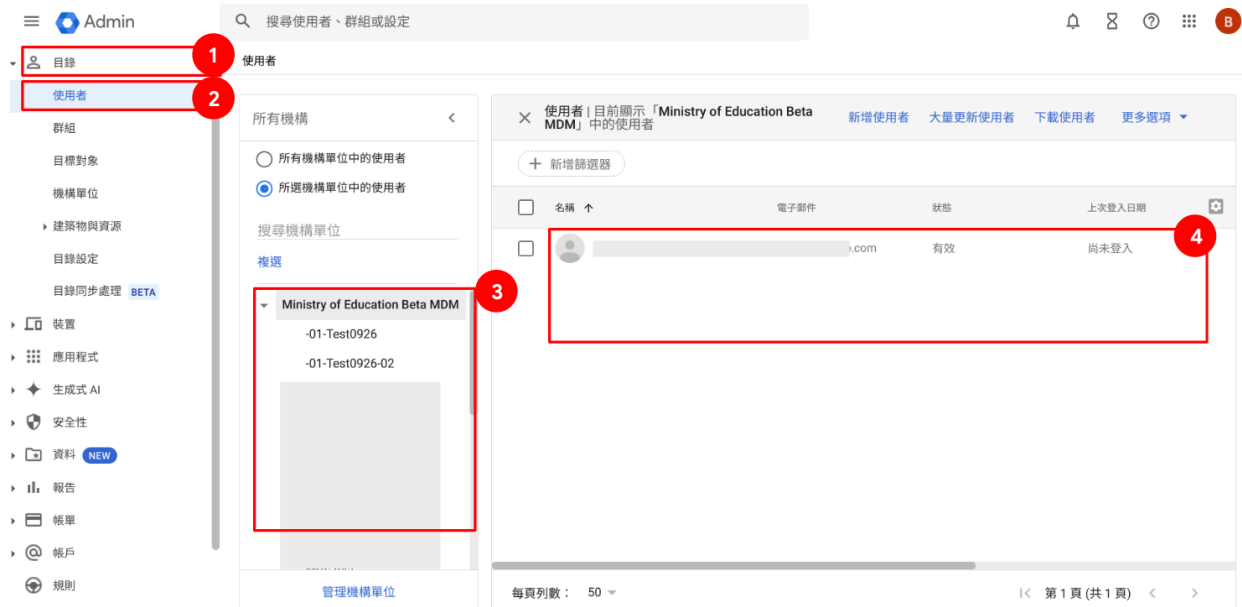 Admin
搜尋使用者、群組或設定
B
目錄
1
使用者
2
群組
目標對象
機構單位
建築物與資源
目錄設定
目錄同步處理 BETA
裝置
應用程式
生成式 AI
安全性
資料 NEW
報告
帳單
帳戶
規則
使用者
所有機構
所有機構單位中的使用者
所選機構單位中的使用者
搜尋機構單位
複選
3
Ministry of Education Beta MDM
-01-Test0926
-01-Test0926-02
管理機構單位
使用者 | 目前顯示「Ministry of Education Beta
MDM」中的使用者
新增使用者 大量更新使用者 下載使用者 更多選項
新增篩選器
名稱 電子郵件 狀態 上次登入日期
4
.com 有效 尚未登入
每頁列數： 50 第 1 頁 (共 1 頁)